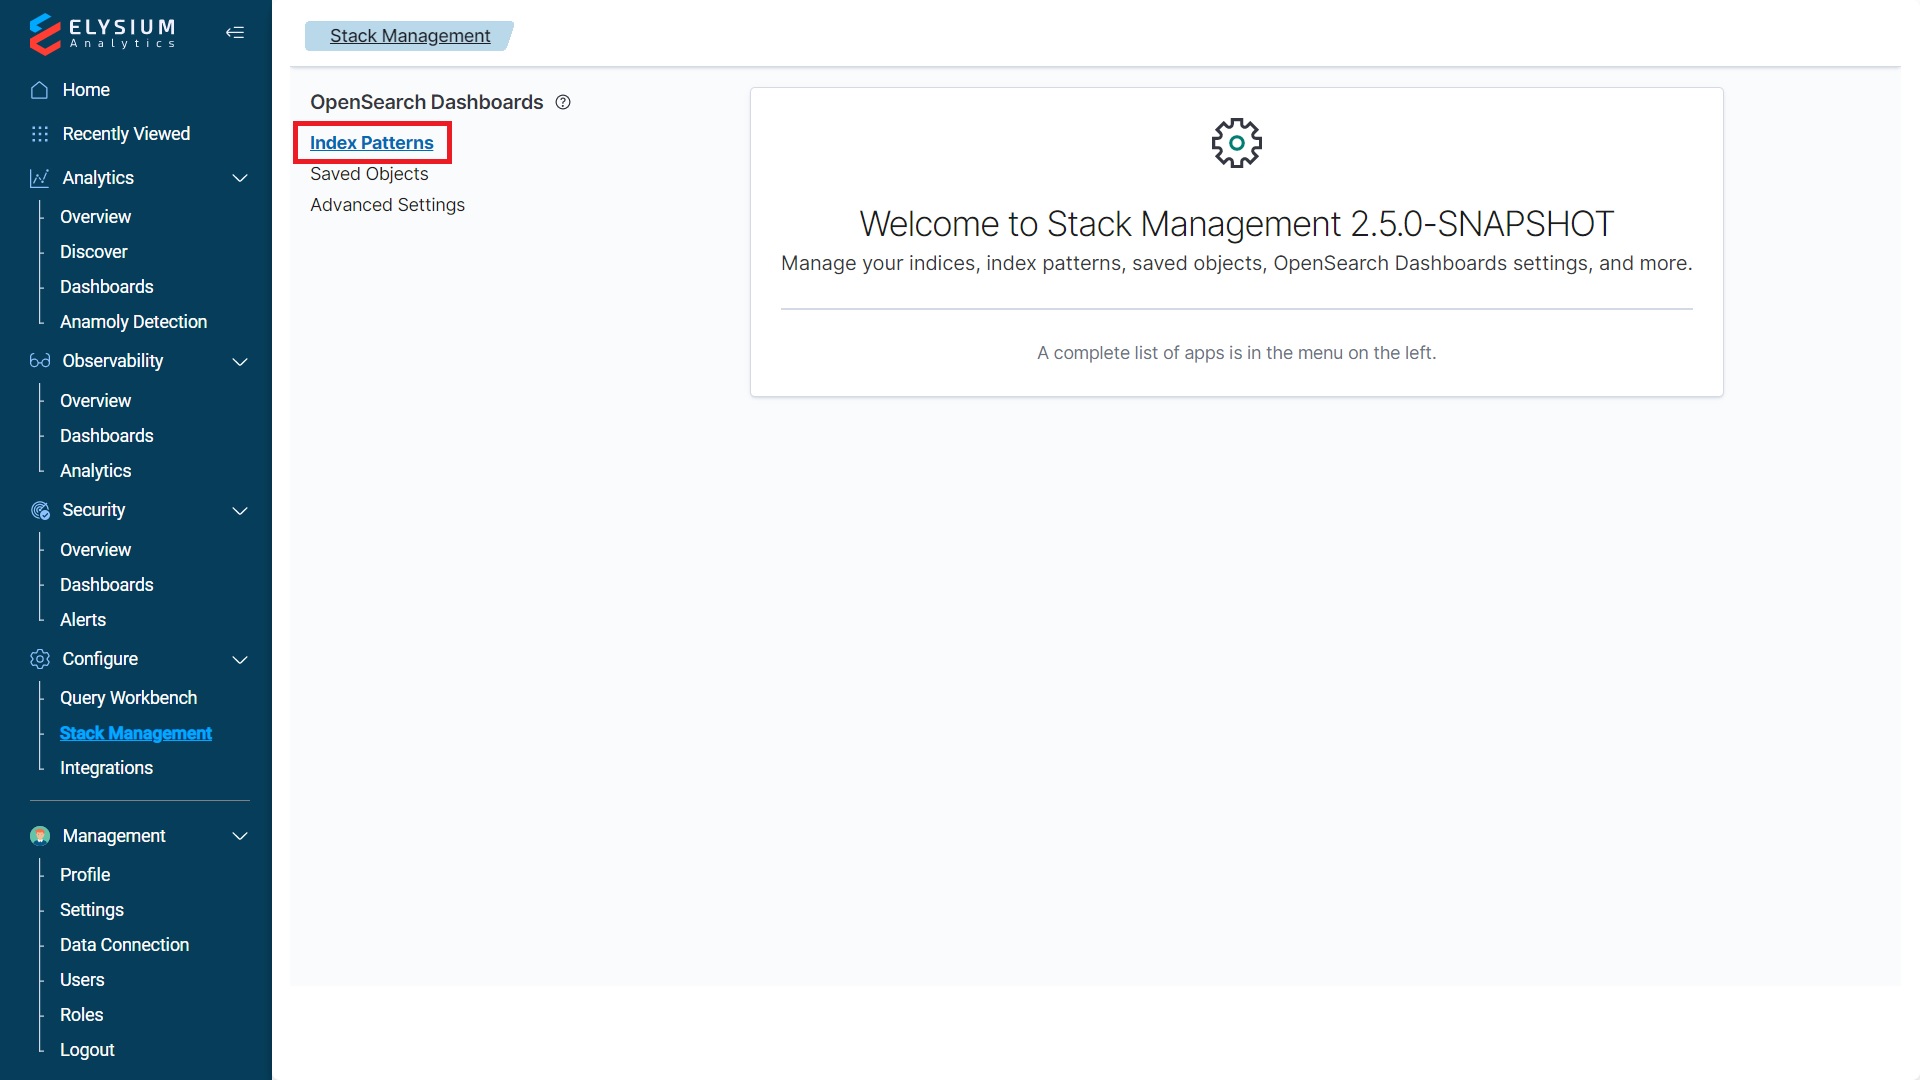 ELYSIUM
Analytics
Home
Recently Viewed
Analytics
Overview
Discover
Dashboards
Anamoly Detection
Observability
Overview
Dashboards
Analytics
Security
Overview
Dashboards
Alerts
Configure
Query Workbench
Stack Management
Integrations
Management
Profile
Settings
Data Connection
Users
Roles
Logout
Stack Management
OpenSearch Dashboards
Index Patterns
Saved Objects
Advanced Settings
Welcome to Stack Management 2.5.0-SNAPSHOT
Manage your indices, index patterns, saved objects, OpenSearch Dashboards settings, and more.
A complete list of apps is in the menu on the left.